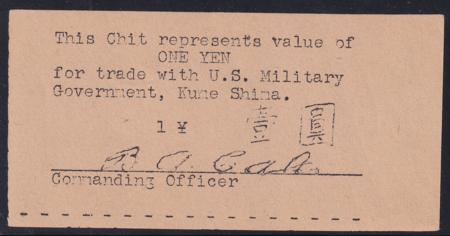 This Chit represents value of
ONE YEN
for trade with U.S. Military
Government, Kume Shima.
1 ¥
壹 圓
Commanding Officer